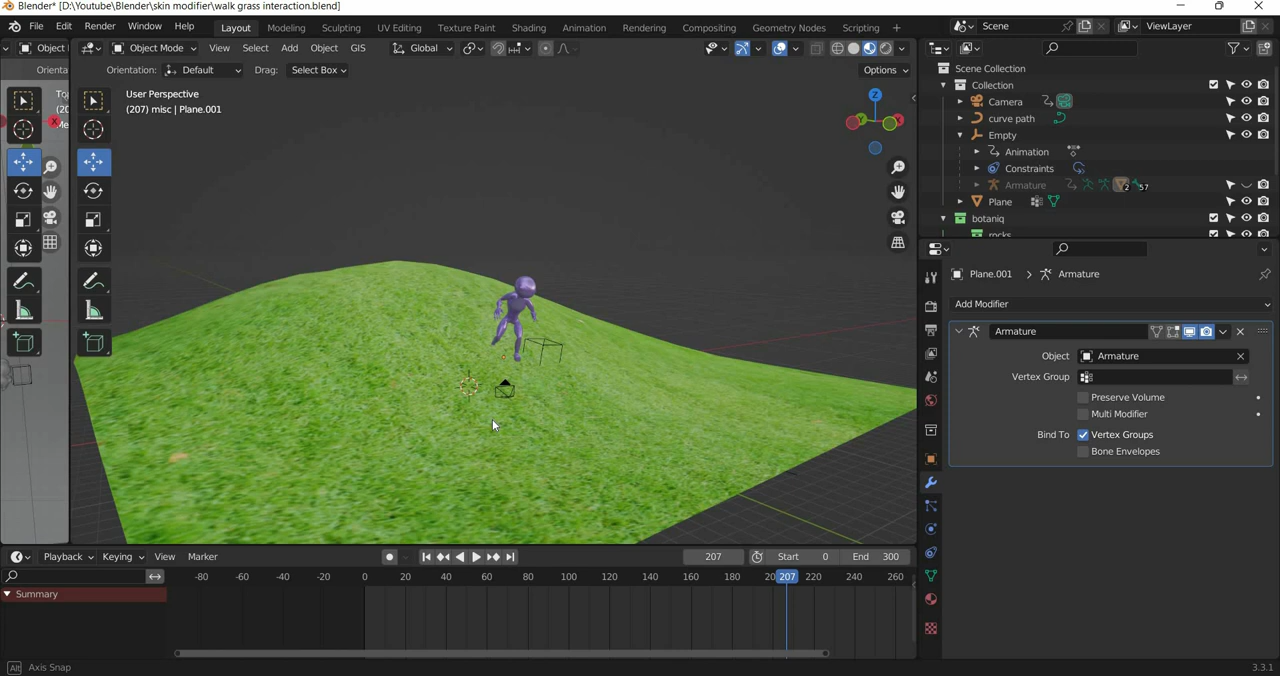 Blender* [D:\Youtube\Blender\skin modifier\walk grass interaction.blend]
File Edit Render Window Help Layout Modeling Sculpting UV Editing Texture Paint Shading Animation Rendering Compositing Geometry Nodes Scripting + Scene ViewLayer
Object Object Mode View Select Add Object GIS Global
Orienta Orientation: Default Drag: Select Box Options
User Perspective
(207) misc | Plane.001
Z
Scene Collection
Collection
Camera
curve path
Empty
Animation
Constraints
Armature 2 57
Plane
botaniq
rocks
Plane.001 > Armature
Add Modifier
Armature
Object Armature
Vertex Group
Preserve Volume
Multi Modifier
Bind To Vertex Groups
Bone Envelopes
Playback Keying View Marker 207 Start 0 End 300
-80 -60 -40 -20 0 20 40 60 80 100 120 140 160 180 20 207 220 240 260
Summary
Alt Axis Snap 3.3.1